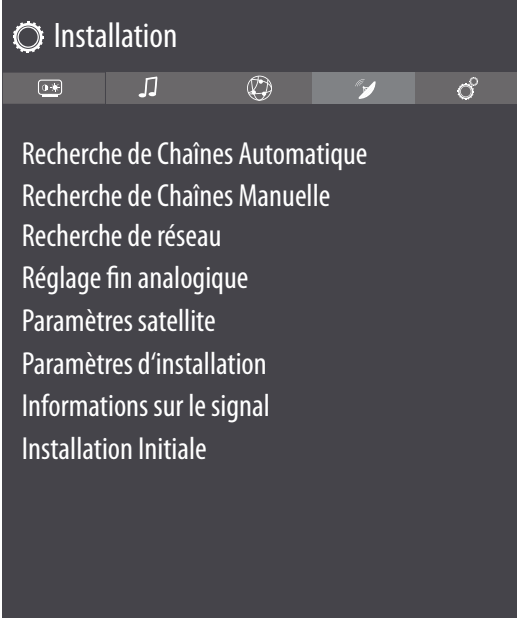 Installation
Recherche de Chaînes Automatique
Recherche de Chaînes Manuelle
Recherche de réseau
Réglage fin analogique
Paramètres satellite
Paramètres d‘installation
Informations sur le signal
Installation Initiale